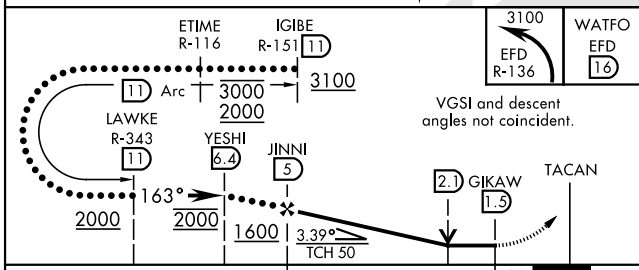 ETIME
R-116
IGIBE
R-151 11
3100
EFD
R-136
WATFO
EFD
16
11 Arc
3000
2000
3100
VGSI and descent
angles not coincident.
LAWKE
R-343
11
YESHI
6.4
JINNI
5
2.1
GIKAW
1.5
TACAN
163°
2000
2000
1600
3.39°
TCH 50